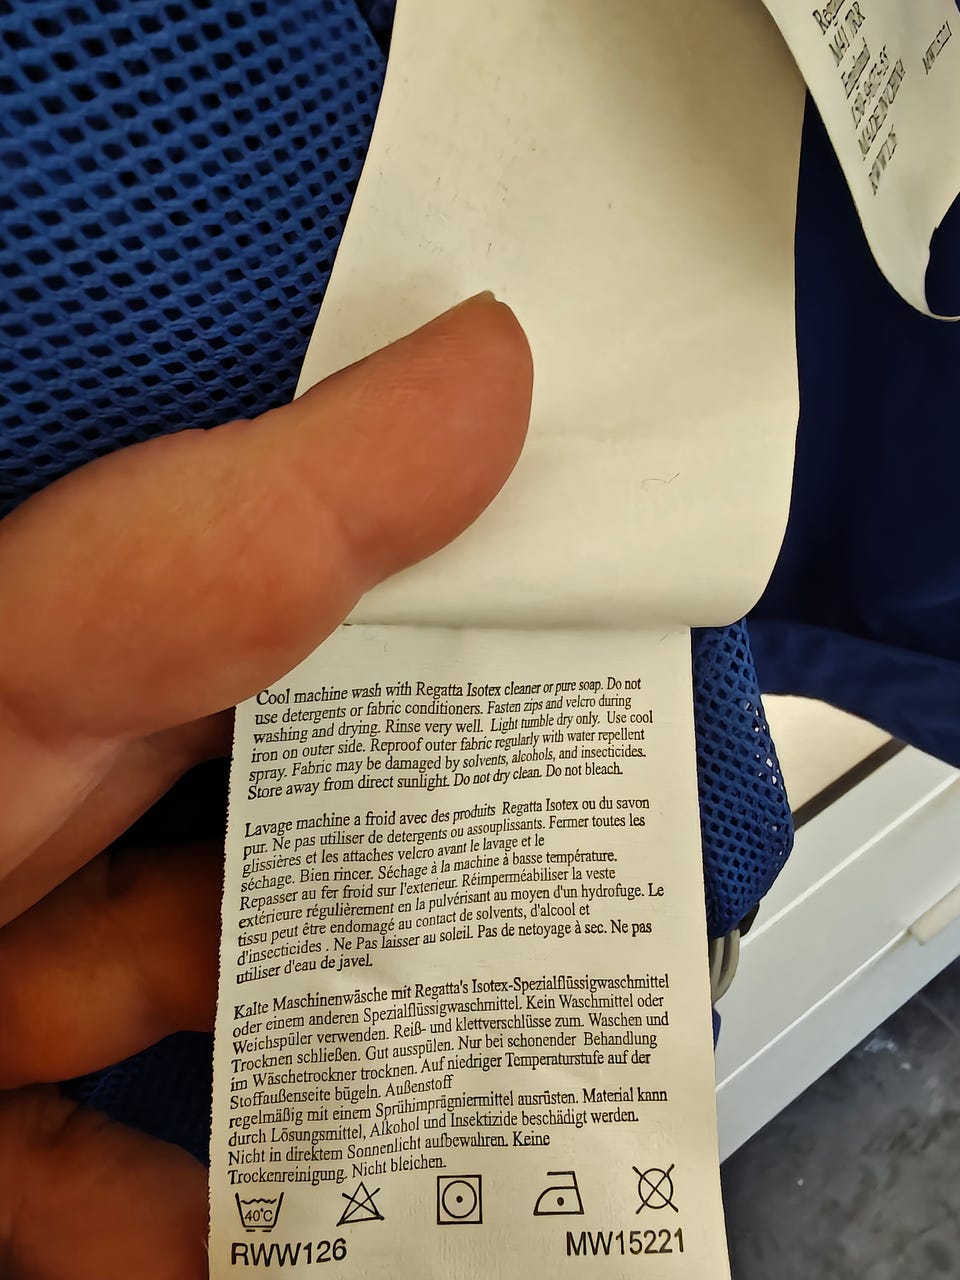 M41 7RR
England
MADE IN CHINA
RWW126
MW15221
Cool machine wash with Regatta Isotex cleaner or pure soap. Do not
use detergents or fabric conditioners. Fasten zips and velcro during
washing and drying. Rinse very well. Light tumble dry only. Use cool
iron on outer side. Reproof outer fabric regularly with water repellent
spray. Fabric may be damaged by solvents, alcohols, and insecticides.
Store away from direct sunlight. Do not dry clean. Do not bleach.
Lavage machine a froid avec des produits Regatta Isotex ou du savon
pur. Ne pas utiliser de detergents ou assouplissants. Fermer toutes les
glissières et les attaches velcro avant le lavage et le
séchage. Bien rincer. Séchage à la machine à basse température.
Repasser au fer froid sur l'exterieur. Réimperméabiliser la veste
extérieure régulièrement en la pulvérisant au moyen d'un hydrofuge. Le
tissu peut être endomagé au contact de solvents, d'alcool et
d'insecticides . Ne Pas laisser au soleil. Pas de netoyage à sec. Ne pas
utiliser d'eau de javel.
Kalte Maschinenwäsche mit Regatta's Isotex-Spezialflüssigwaschmittel
oder einem anderen Spezialflüssigwaschmittel. Kein Waschmittel oder
Weichspüler verwenden. Reiß- und klettverschlüsse zum. Waschen und
Trocknen schließen. Gut ausspülen. Nur bei schonender Behandlung
im Wäschetrockner trocknen. Auf niedriger Temperaturstufe auf der
Stoffaußenseite bügeln. Außenstoff
regelmäßig mit einem Sprühimprägniermittel ausrüsten. Material kann
durch Lösungsmittel, Alkohol und Insektizide beschädigt werden.
Nicht in direktem Sonnenlicht aufbewahren. Keine
Trockenreinigung. Nicht bleichen.
40°C
RWW126 MW15221